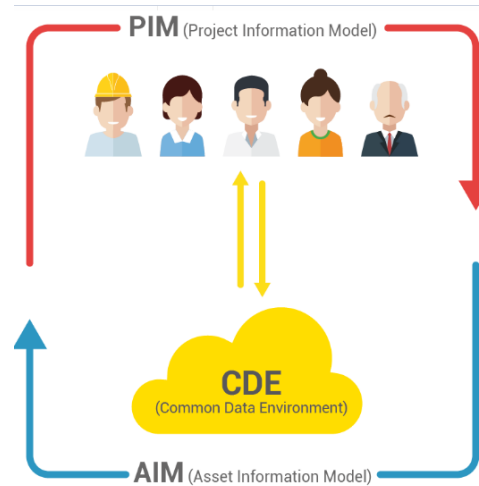 PIM (Project Information Model)
CDE
(Common Data Environment)
AIM (Asset Information Model)